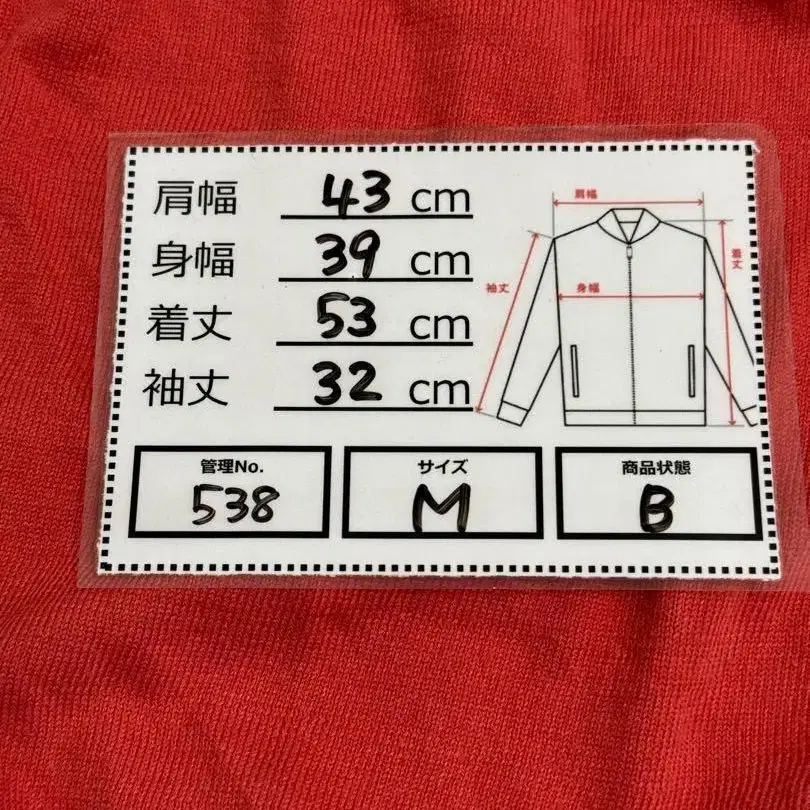 肩幅 43 cm
身幅 39 cm
着丈 53 cm
袖丈 32 cm
肩幅
身幅
袖丈
着丈
管理No.
538
サイズ
M
商品状態
B